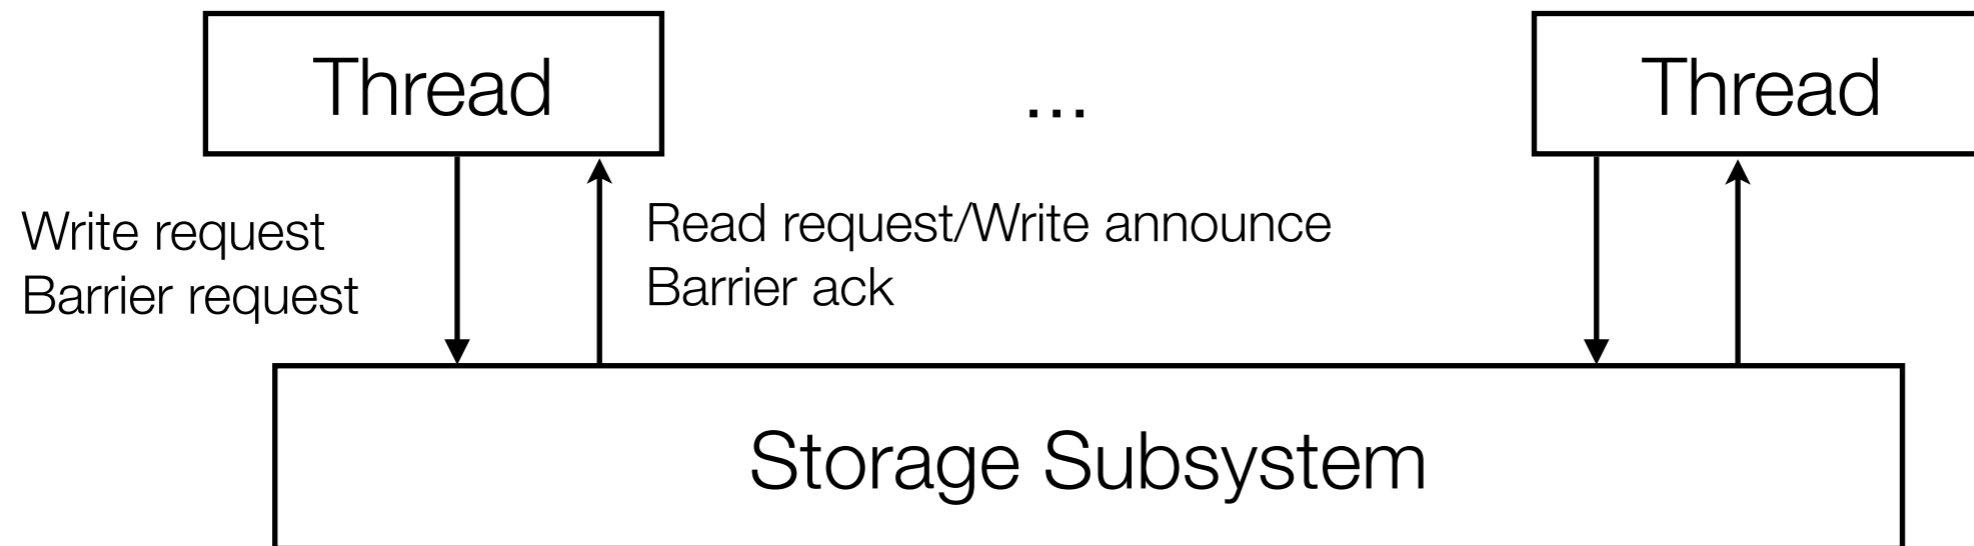 Thread
...
Thread
Write request
Barrier request
Read request/Write announce
Barrier ack
Storage Subsystem